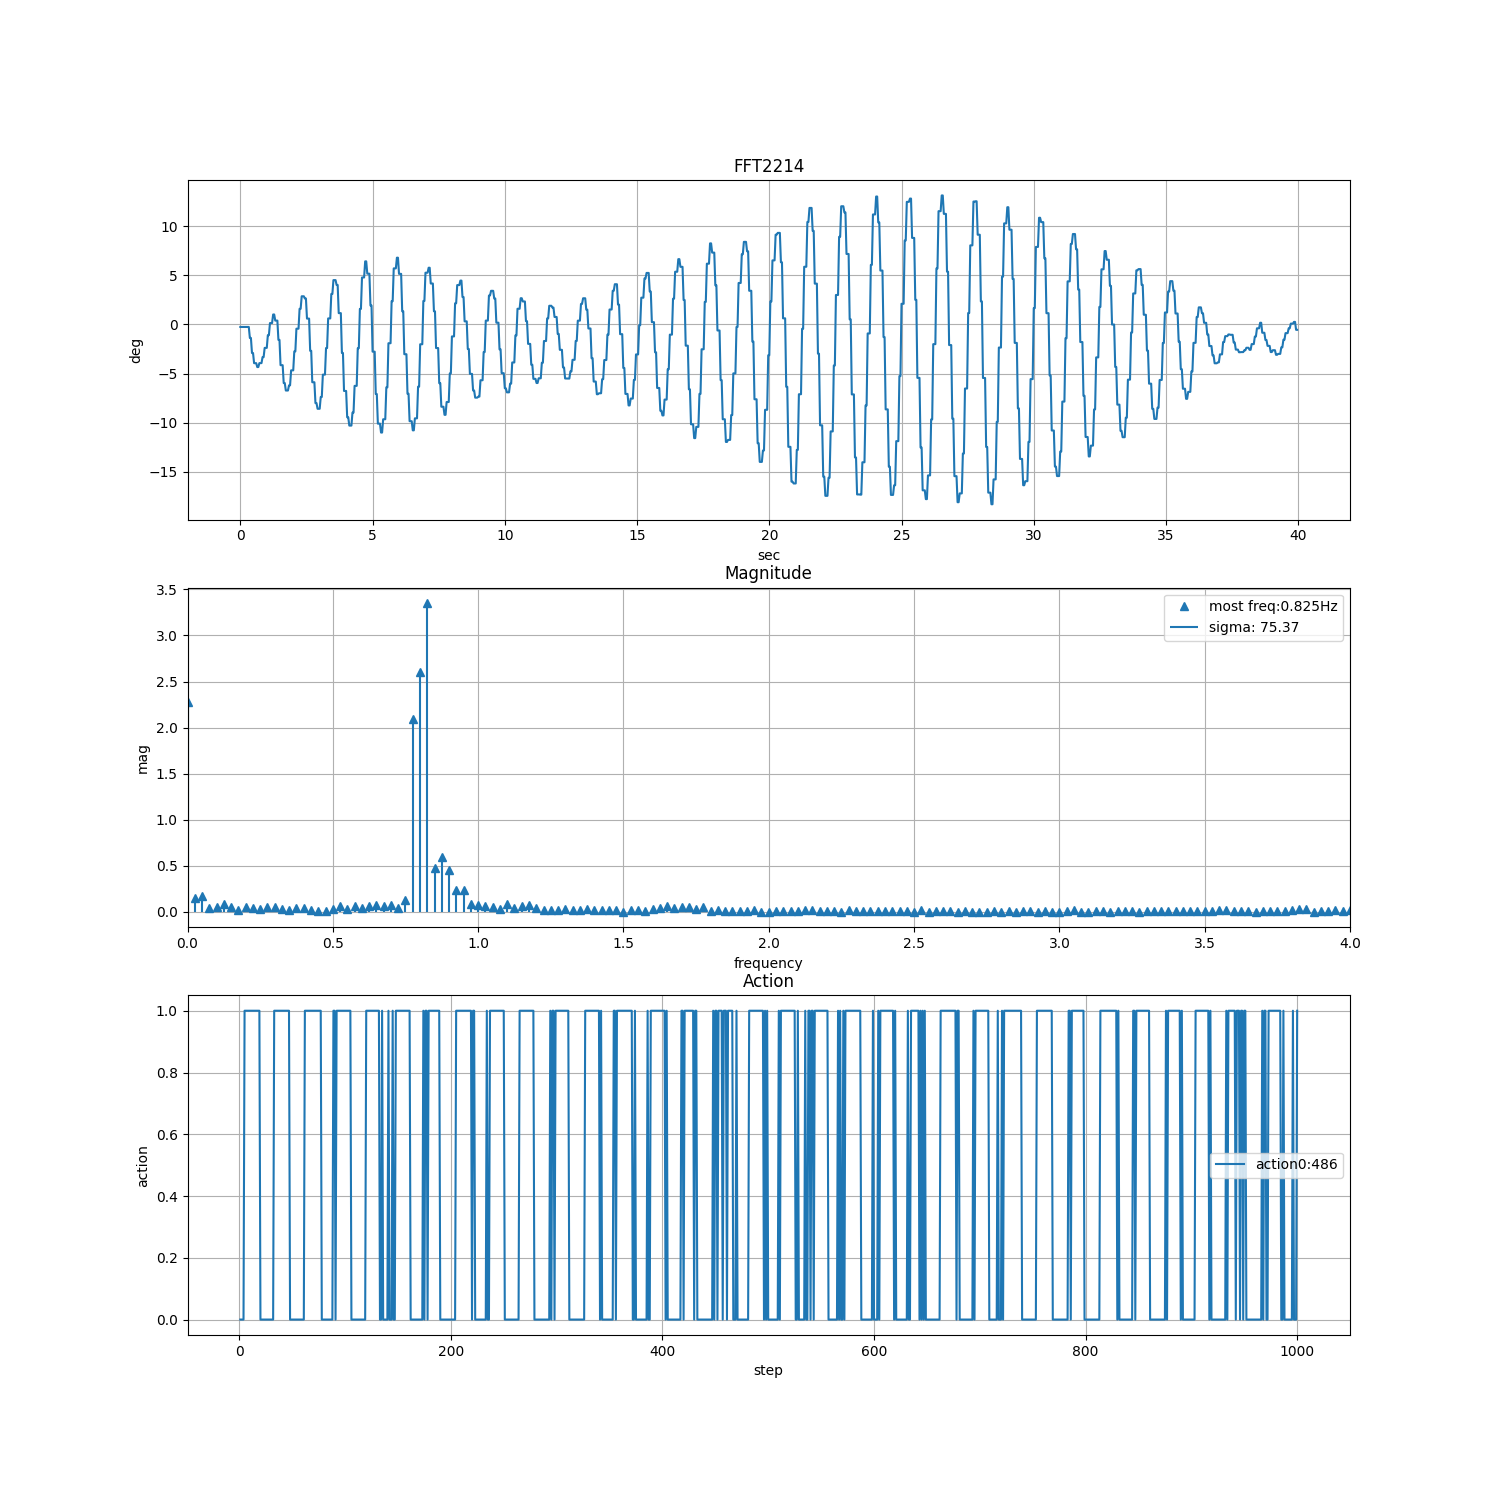 FFT2214
10
5
0
−5
−10
−15
deg
0 5 10 15 20 25 30 35 40
sec
Magnitude
3.5
3.0
2.5
2.0
1.5
1.0
0.5
0.0
mag
most freq:0.825Hz
sigma: 75.37
0.0 0.5 1.0 1.5 2.0 2.5 3.0 3.5 4.0
frequency
Action
1.0
0.8
0.6
0.4
0.2
0.0
action
action0:486
0 200 400 600 800 1000
step